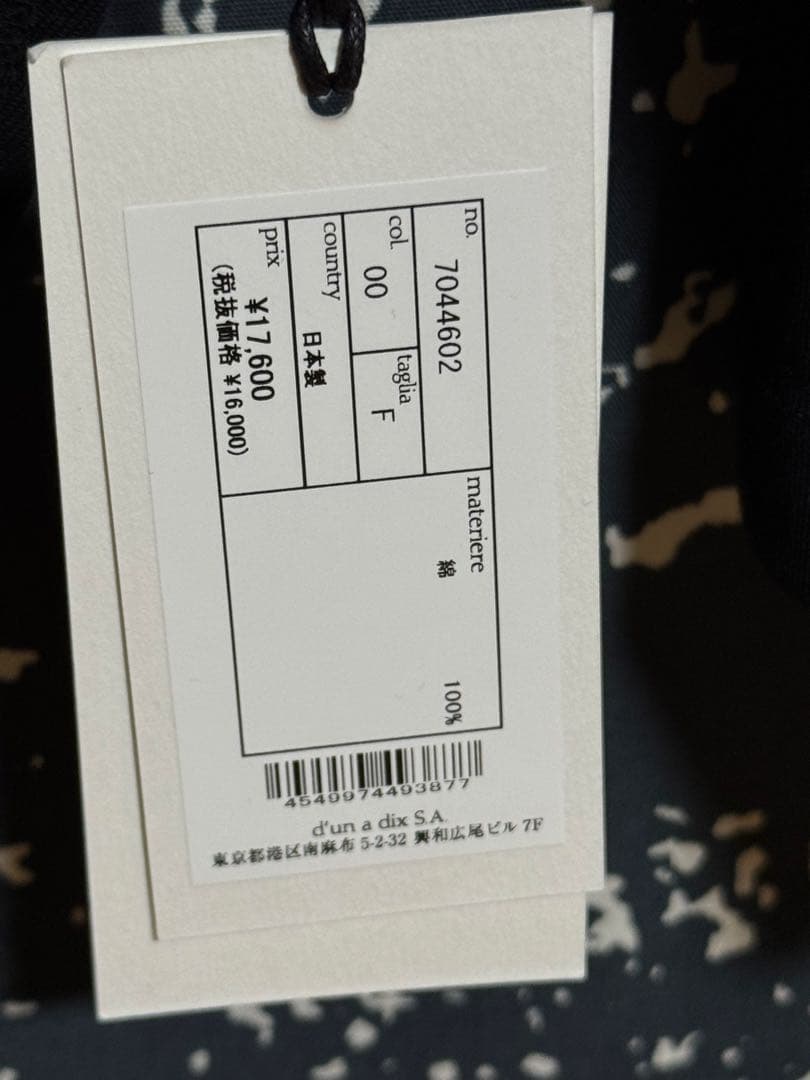 no. 7044602
col. 00 taglia F
country 日本製
prix ¥17,600
(税抜価格 ¥16,000)
materiere
綿 100%
4549974493877
d'un a dix S.A.
東京都港区南麻布 5-2-32 興和広尾ビル 7F